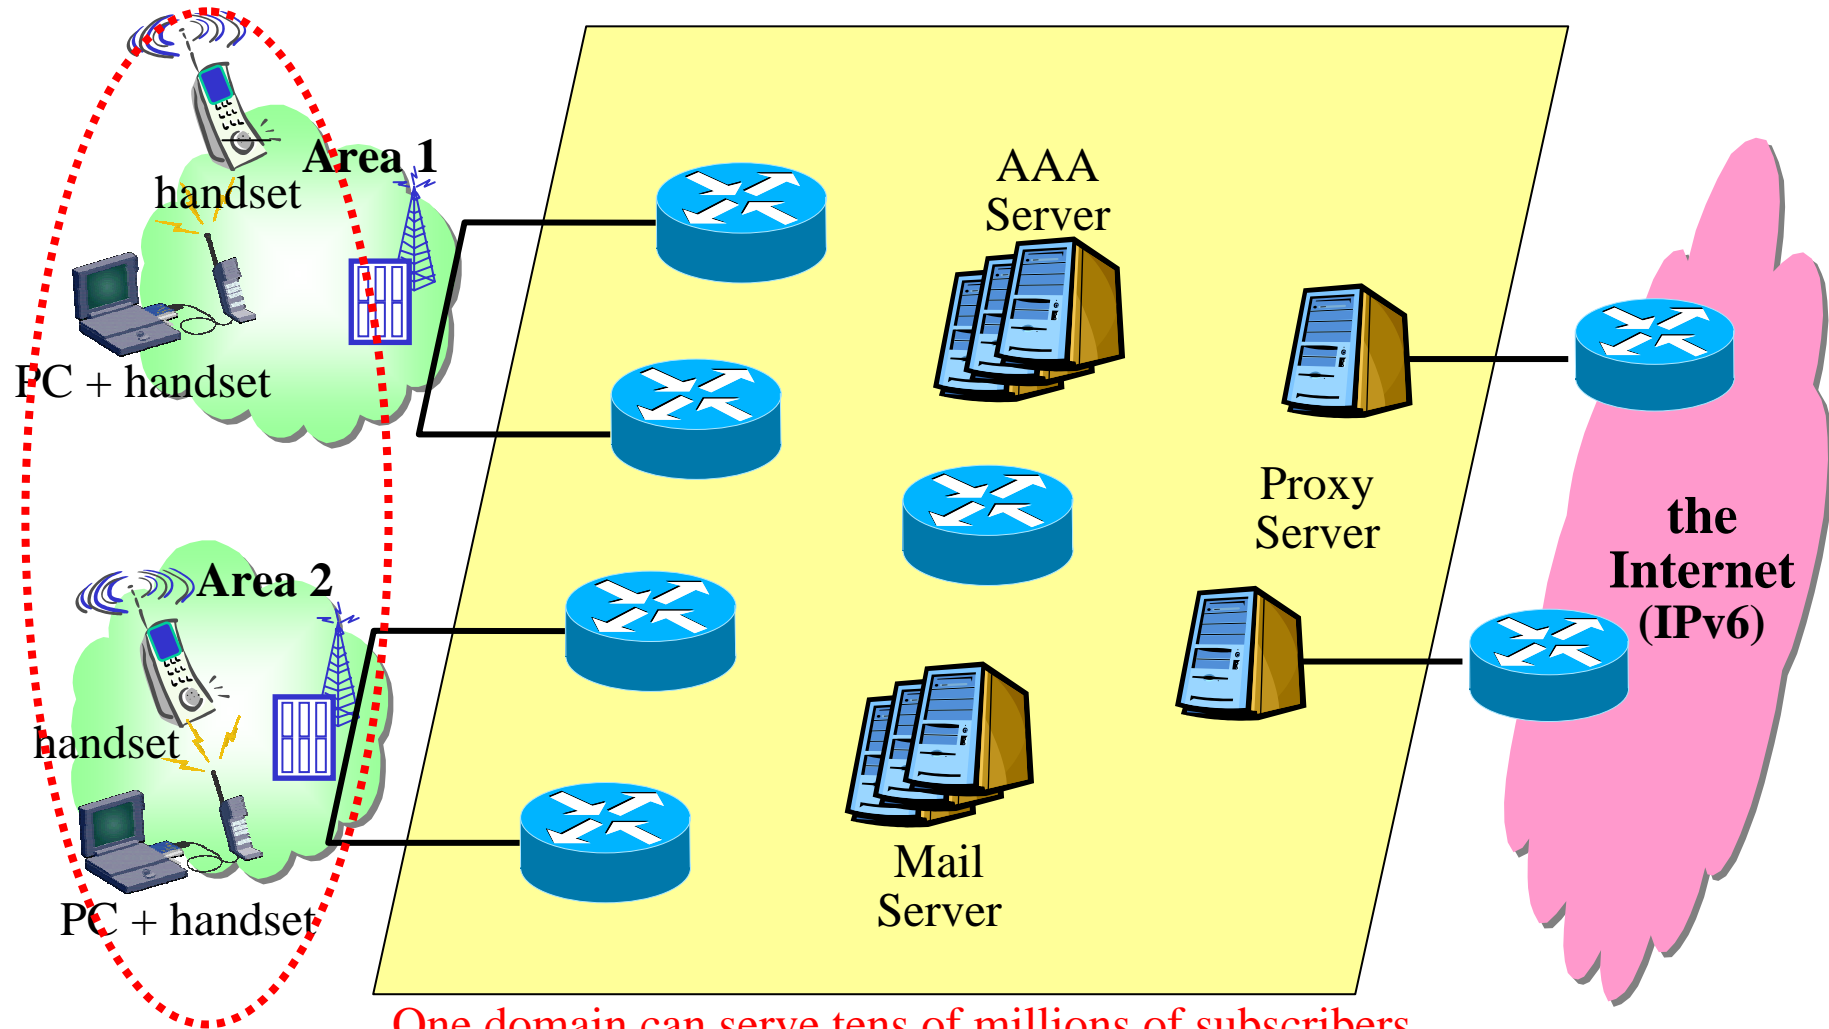 Area 1
handset
PC + handset
Area 2
handset
PC + handset
AAA
Server
Proxy
Server
Mail
Server
the
Internet
(IPv6)
One domain can serve tens of millions of subscribers